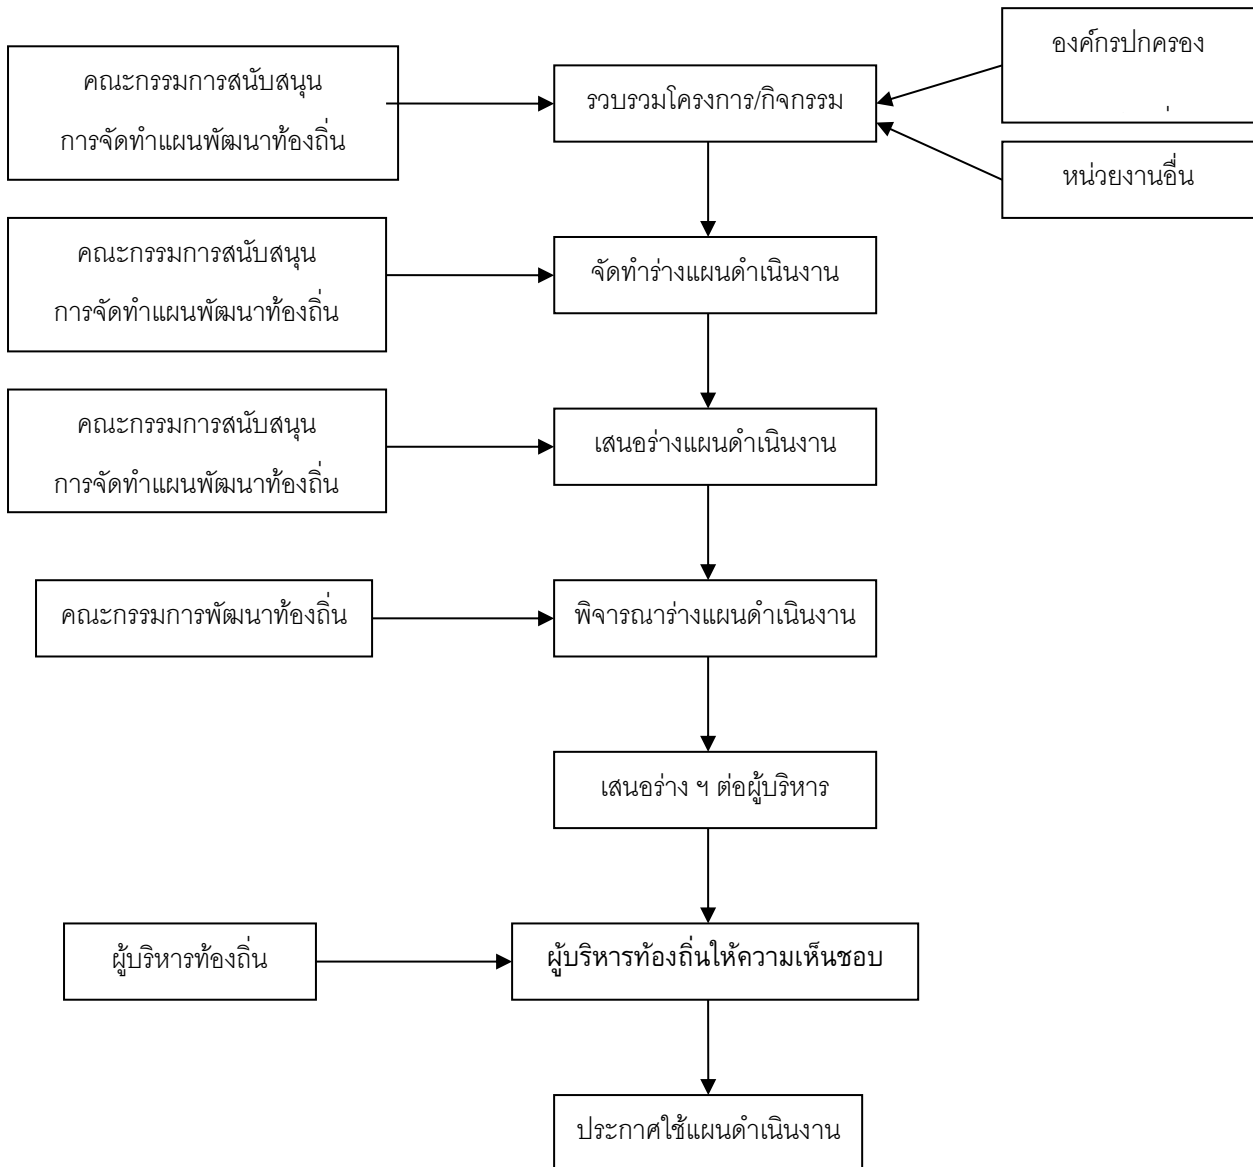 องค์กรปกครอง
คณะกรรมการสนับสนุน
การจัดทำแผนพัฒนาท้องถิ่น
รวบรวมโครงการ/กิจกรรม
หน่วยงานอื่น
คณะกรรมการสนับสนุน
การจัดทำแผนพัฒนาท้องถิ่น
จัดทำร่างแผนดำเนินงาน
คณะกรรมการสนับสนุน
การจัดทำแผนพัฒนาท้องถิ่น
เสนอร่างแผนดำเนินงาน
คณะกรรมการพัฒนาท้องถิ่น
พิจารณาร่างแผนดำเนินงาน
เสนอร่าง ฯ ต่อผู้บริหาร
ผู้บริหารท้องถิ่น
ผู้บริหารท้องถิ่นให้ความเห็นชอบ
ประกาศใช้แผนดำเนินงาน